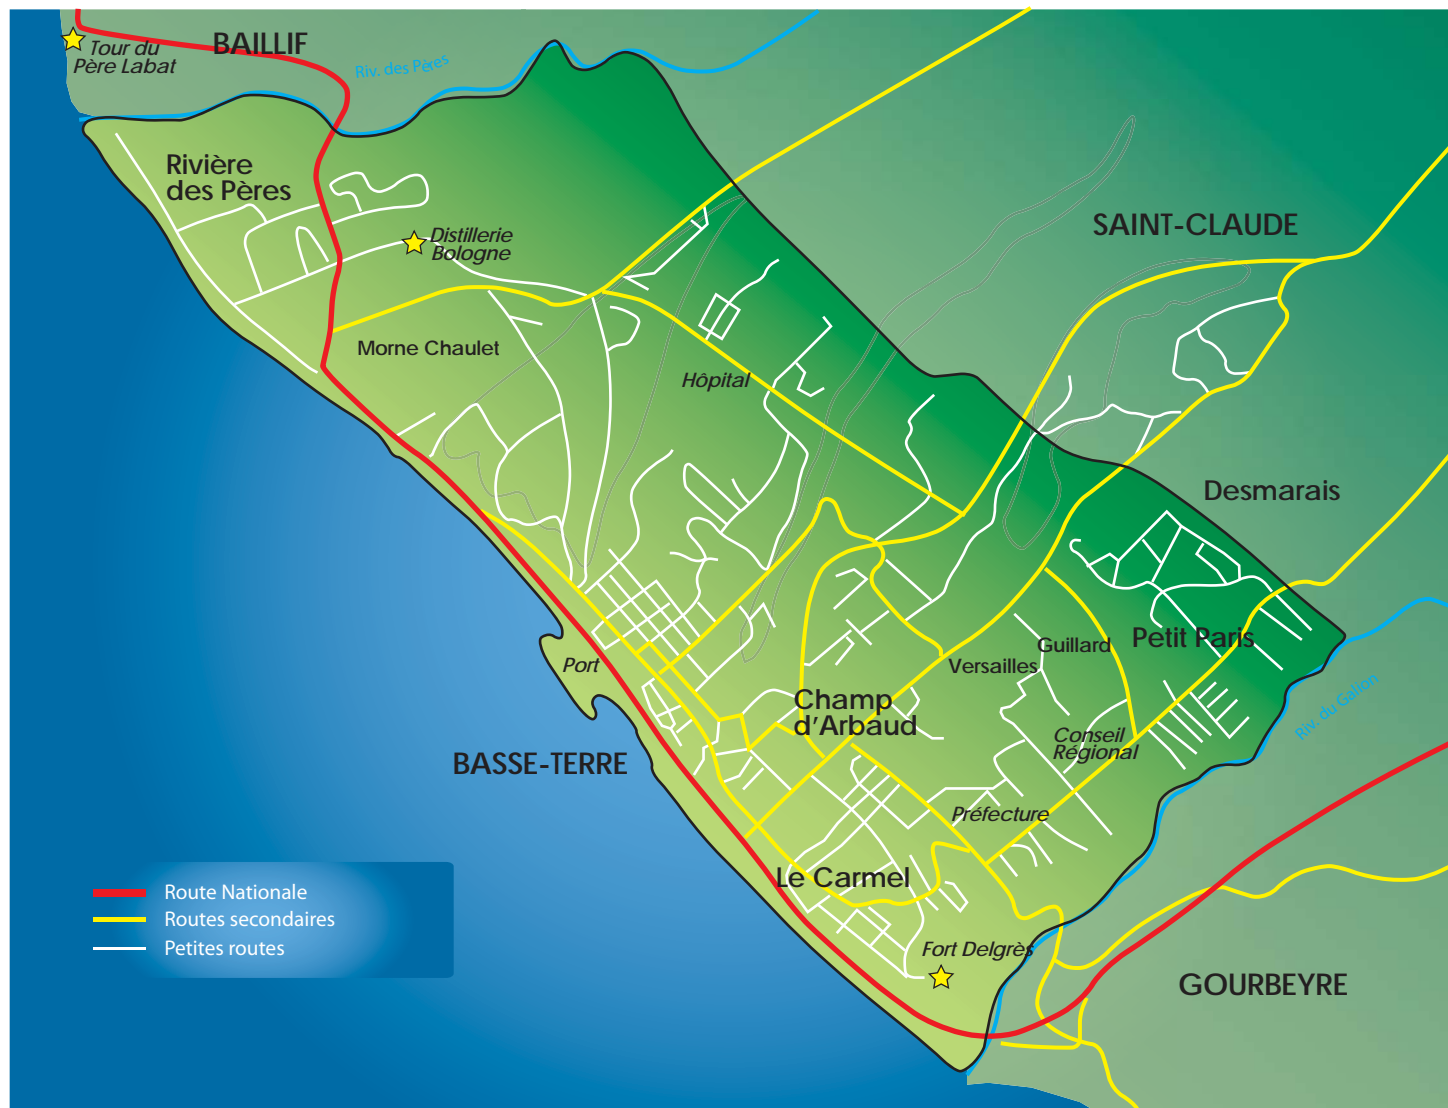 BAILLIF
Tour du
Père Labat
Riv. des Pères
Rivière
des Pères
Distillerie
Bologne
SAINT-CLAUDE
Morne Chaulet
Hôpital
Desmarais
Petit Paris
Guillard
Versailles
Port
Champ
d'Arbaud
Riv. du Gallon
Conseil
Régional
BASSE-TERRE
Préfecture
Le Carmel
Route Nationale
Routes secondaires
Petites routes
Fort Delgrès
GOURBEYRE